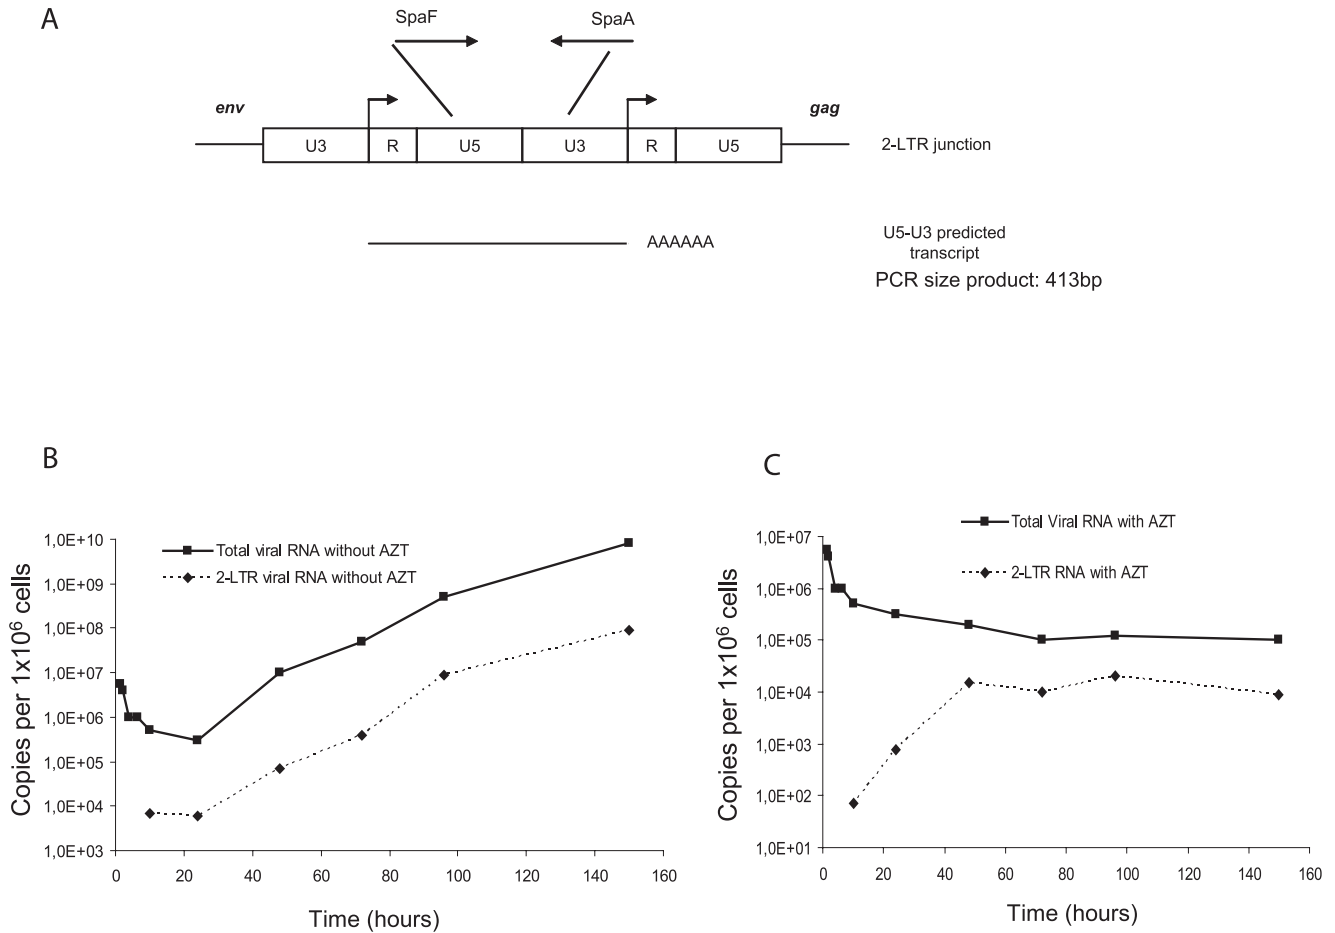 A
SpaF
SpaA
env
gag
U3
R
U5
U3
R
U5
2-LTR junction
AAAAAA
U5-U3 predicted
transcript
PCR size product: 413bp
B
Total viral RNA without AZT
2-LTR viral RNA without AZT
Copies per 1x10⁶ cells
1,0E+10
1,0E+09
1,0E+08
1,0E+07
1,0E+06
1,0E+05
1,0E+04
1,0E+03
0 20 40 60 80 100 120 140 160
Time (hours)
C
Total Viral RNA with AZT
2-LTR RNA with AZT
Copies per 1x10⁶ cells
1,0E+07
1,0E+06
1,0E+05
1,0E+04
1,0E+03
1,0E+02
1,0E+01
0 20 40 60 80 100 120 140 160
Time (hours)